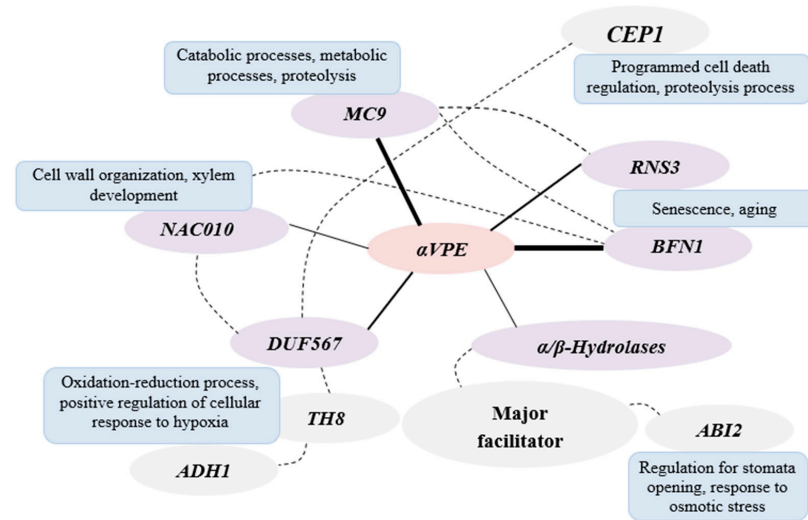 CEP1
Programmed cell death
regulation, proteolysis process
Catabolic processes, metabolic
processes, proteolysis
MC9
RNS3
Senescence, aging
BFN1
Cell wall organization, xylem
development
NAC010
αVPE
DUF567
α/β-Hydrolases
Oxidation-reduction process,
positive regulation of cellular
response to hypoxia
TH8
ADH1
Major
facilitator
ABI2
Regulation for stomata
opening, response to
osmotic stress